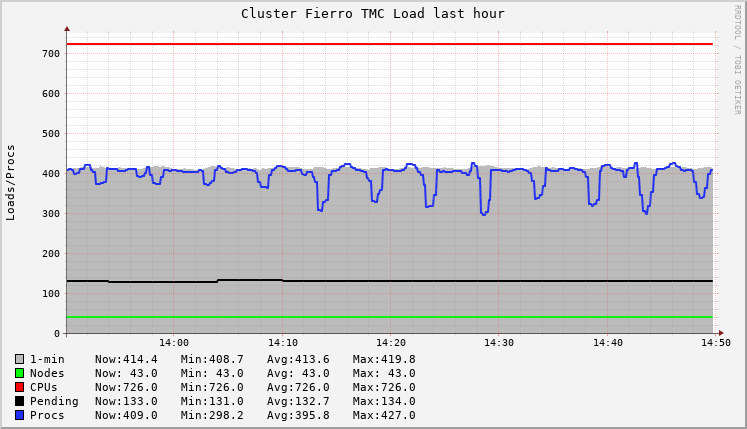 Cluster Fierro TMC Load last hour
RRDTOOL / TOBI OETIKER
Loads/Procs
700
600
500
400
300
200
100
0
14:00 14:10 14:20 14:30 14:40 14:50
1-min Now:414.4 Min:408.7 Avg:413.6 Max:419.8
Nodes Now: 43.0 Min: 43.0 Avg: 43.0 Max: 43.0
CPUs Now:726.0 Min:726.0 Avg:726.0 Max:726.0
Pending Now:133.0 Min:131.0 Avg:132.7 Max:134.0
Procs Now:409.0 Min:298.2 Avg:395.8 Max:427.0